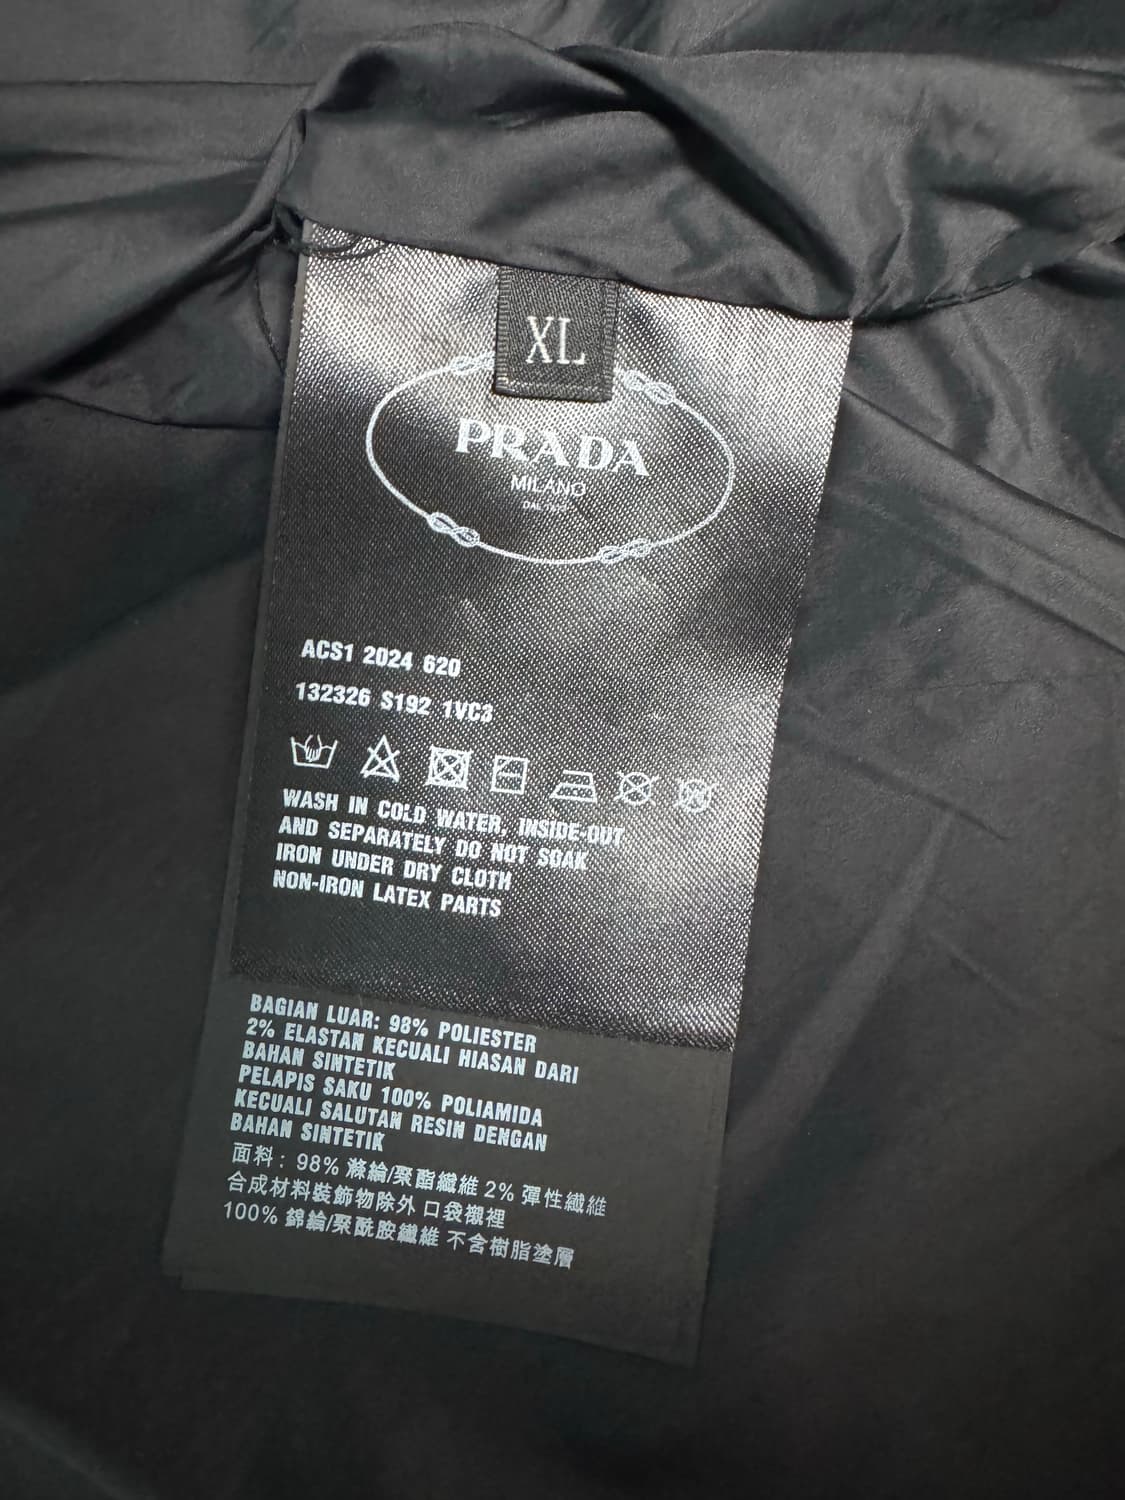 XL
PRADA
MILANO
ACS1 2024 620
132326 S192 1VC3
WASH IN COLD WATER, INSIDE-OUT
AND SEPARATELY DO NOT SOAK
IRON UNDER DRY CLOTH
NON-IRON LATEX PARTS
BAGIAN LUAR: 98% POLIESTER
2% ELASTAN KECUALI HIASAN DARI
BAHAN SINTETIK
PELAPIS SAKU 100% POLIAMIDA
KECUALI SALUTAN RESIN DENGAN
BAHAN SINTETIK
面料：98% 滌綸/聚酯纖維 2% 彈性纖維
合成材料裝飾物除外 口袋襯裡
100% 錦綸/聚酰胺纖維 不含樹脂塗層